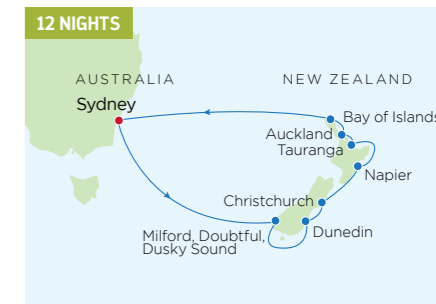 12 NIGHTS
AUSTRALIA
NEW ZEALAND
Sydney
Bay of Islands
Auckland
Tauranga
Napier
Christchurch
Dunedin
Milford, Doubtful,
Dusky Sound